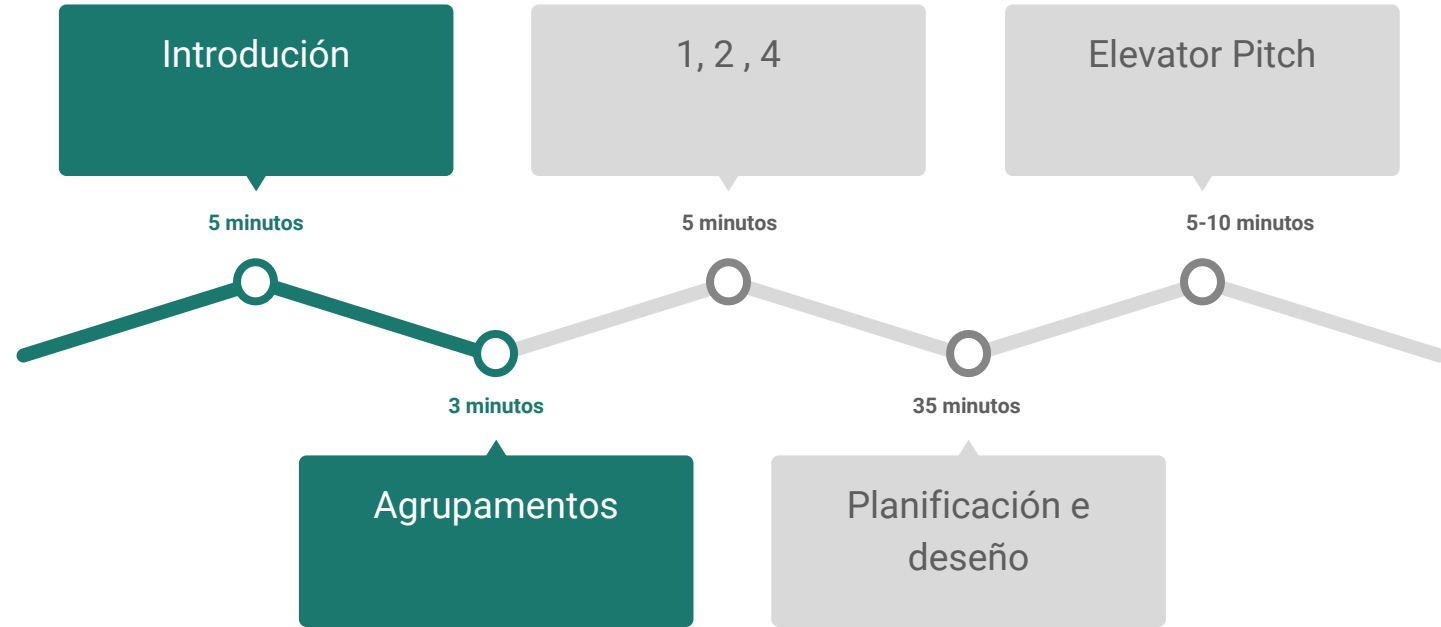 Introdución
1, 2 , 4
Elevator Pitch
5 minutos
5 minutos
5-10 minutos
3 minutos
35 minutos
Agrupamentos
Planificación e
deseño